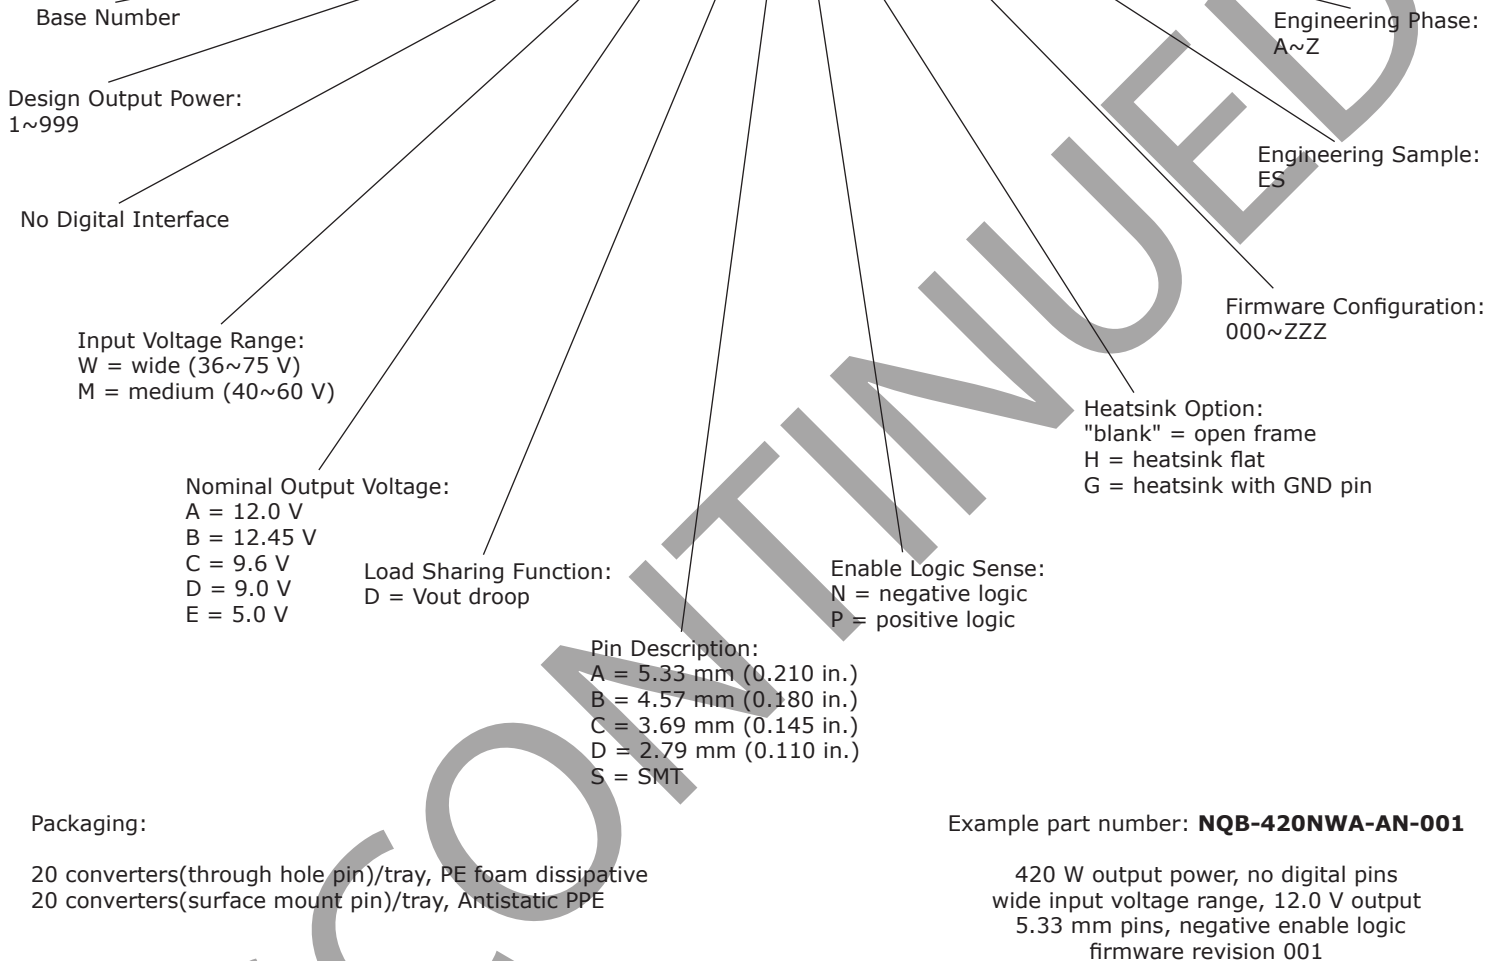 Base Number
Engineering Phase:
A~Z
Design Output Power:
1~999
Engineering Sample:
ES
No Digital Interface
Firmware Configuration:
000~ZZZ
Input Voltage Range:
W = wide (36~75 V)
M = medium (40~60 V)
Heatsink Option:
"blank" = open frame
H = heatsink flat
G = heatsink with GND pin
Nominal Output Voltage:
A = 12.0 V
B = 12.45 V
C = 9.6 V
D = 9.0 V
E = 5.0 V
Load Sharing Function:
D = Vout droop
Enable Logic Sense:
N = negative logic
P = positive logic
Pin Description:
A = 5.33 mm (0.210 in.)
B = 4.57 mm (0.180 in.)
C = 3.69 mm (0.145 in.)
D = 2.79 mm (0.110 in.)
S = SMT
Packaging:
20 converters(through hole pin)/tray, PE foam dissipative
20 converters(surface mount pin)/tray, Antistatic PPE
Example part number: NQB-420NWA-AN-001
420 W output power, no digital pins
wide input voltage range, 12.0 V output
5.33 mm pins, negative enable logic
firmware revision 001
CONTINUED